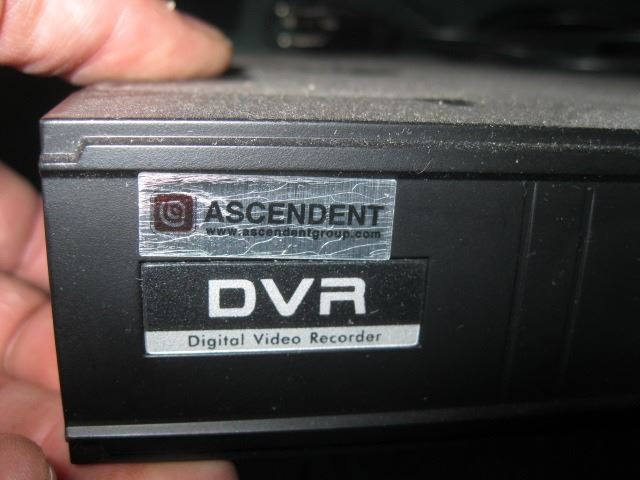 ASCENDENT
www.ascendentgroup.com
DVR
Digital Video Recorder